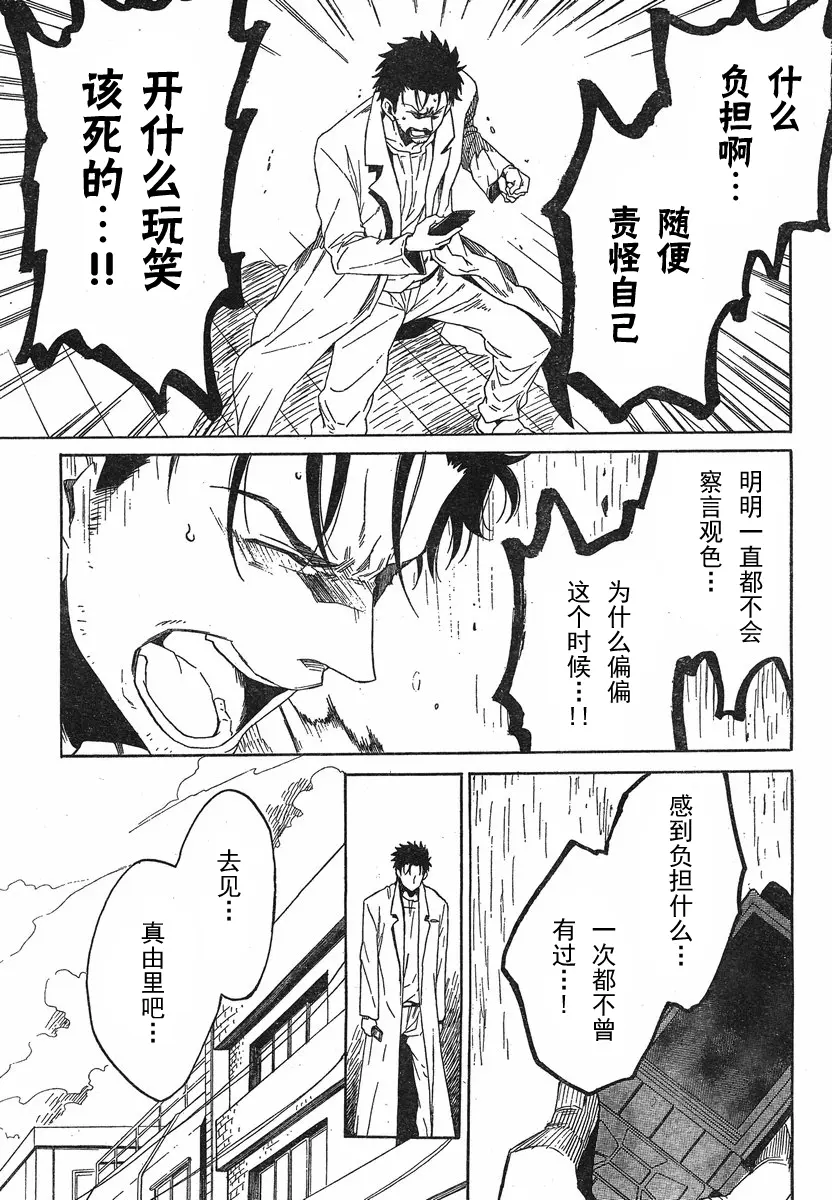 什么
负担啊…
随便
责怪自己
开什么玩笑
该死的…!!
明明一直都不会
察言观色…
为什么偏偏
这个时候…!!
感到负担什么…
一次都不曾
有过…!
去见…
真由里吧…